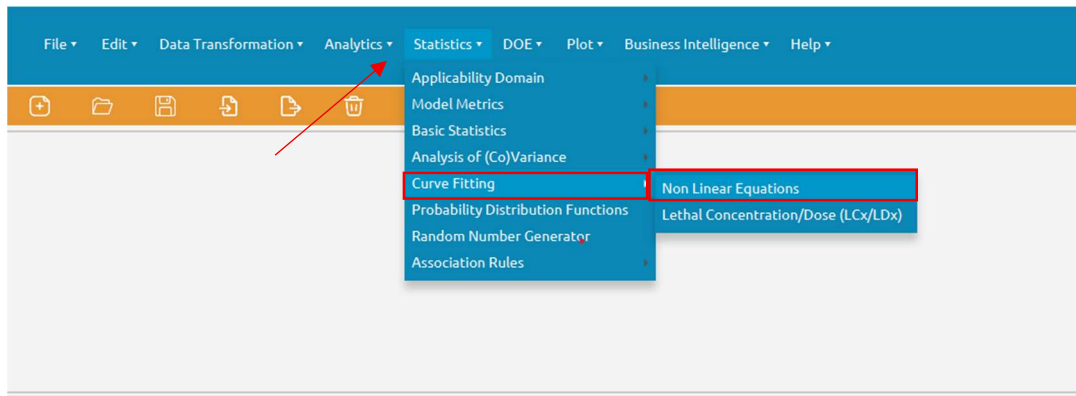 File Edit Data Transformation Analytics Statistics DOE Plot Business Intelligence Help
Applicability Domain
Model Metrics
Basic Statistics
Analysis of (Co)Variance
Curve Fitting
Non Linear Equations
Probability Distribution Functions
Lethal Concentration/Dose (LCx/LDx)
Random Number Generator
Association Rules